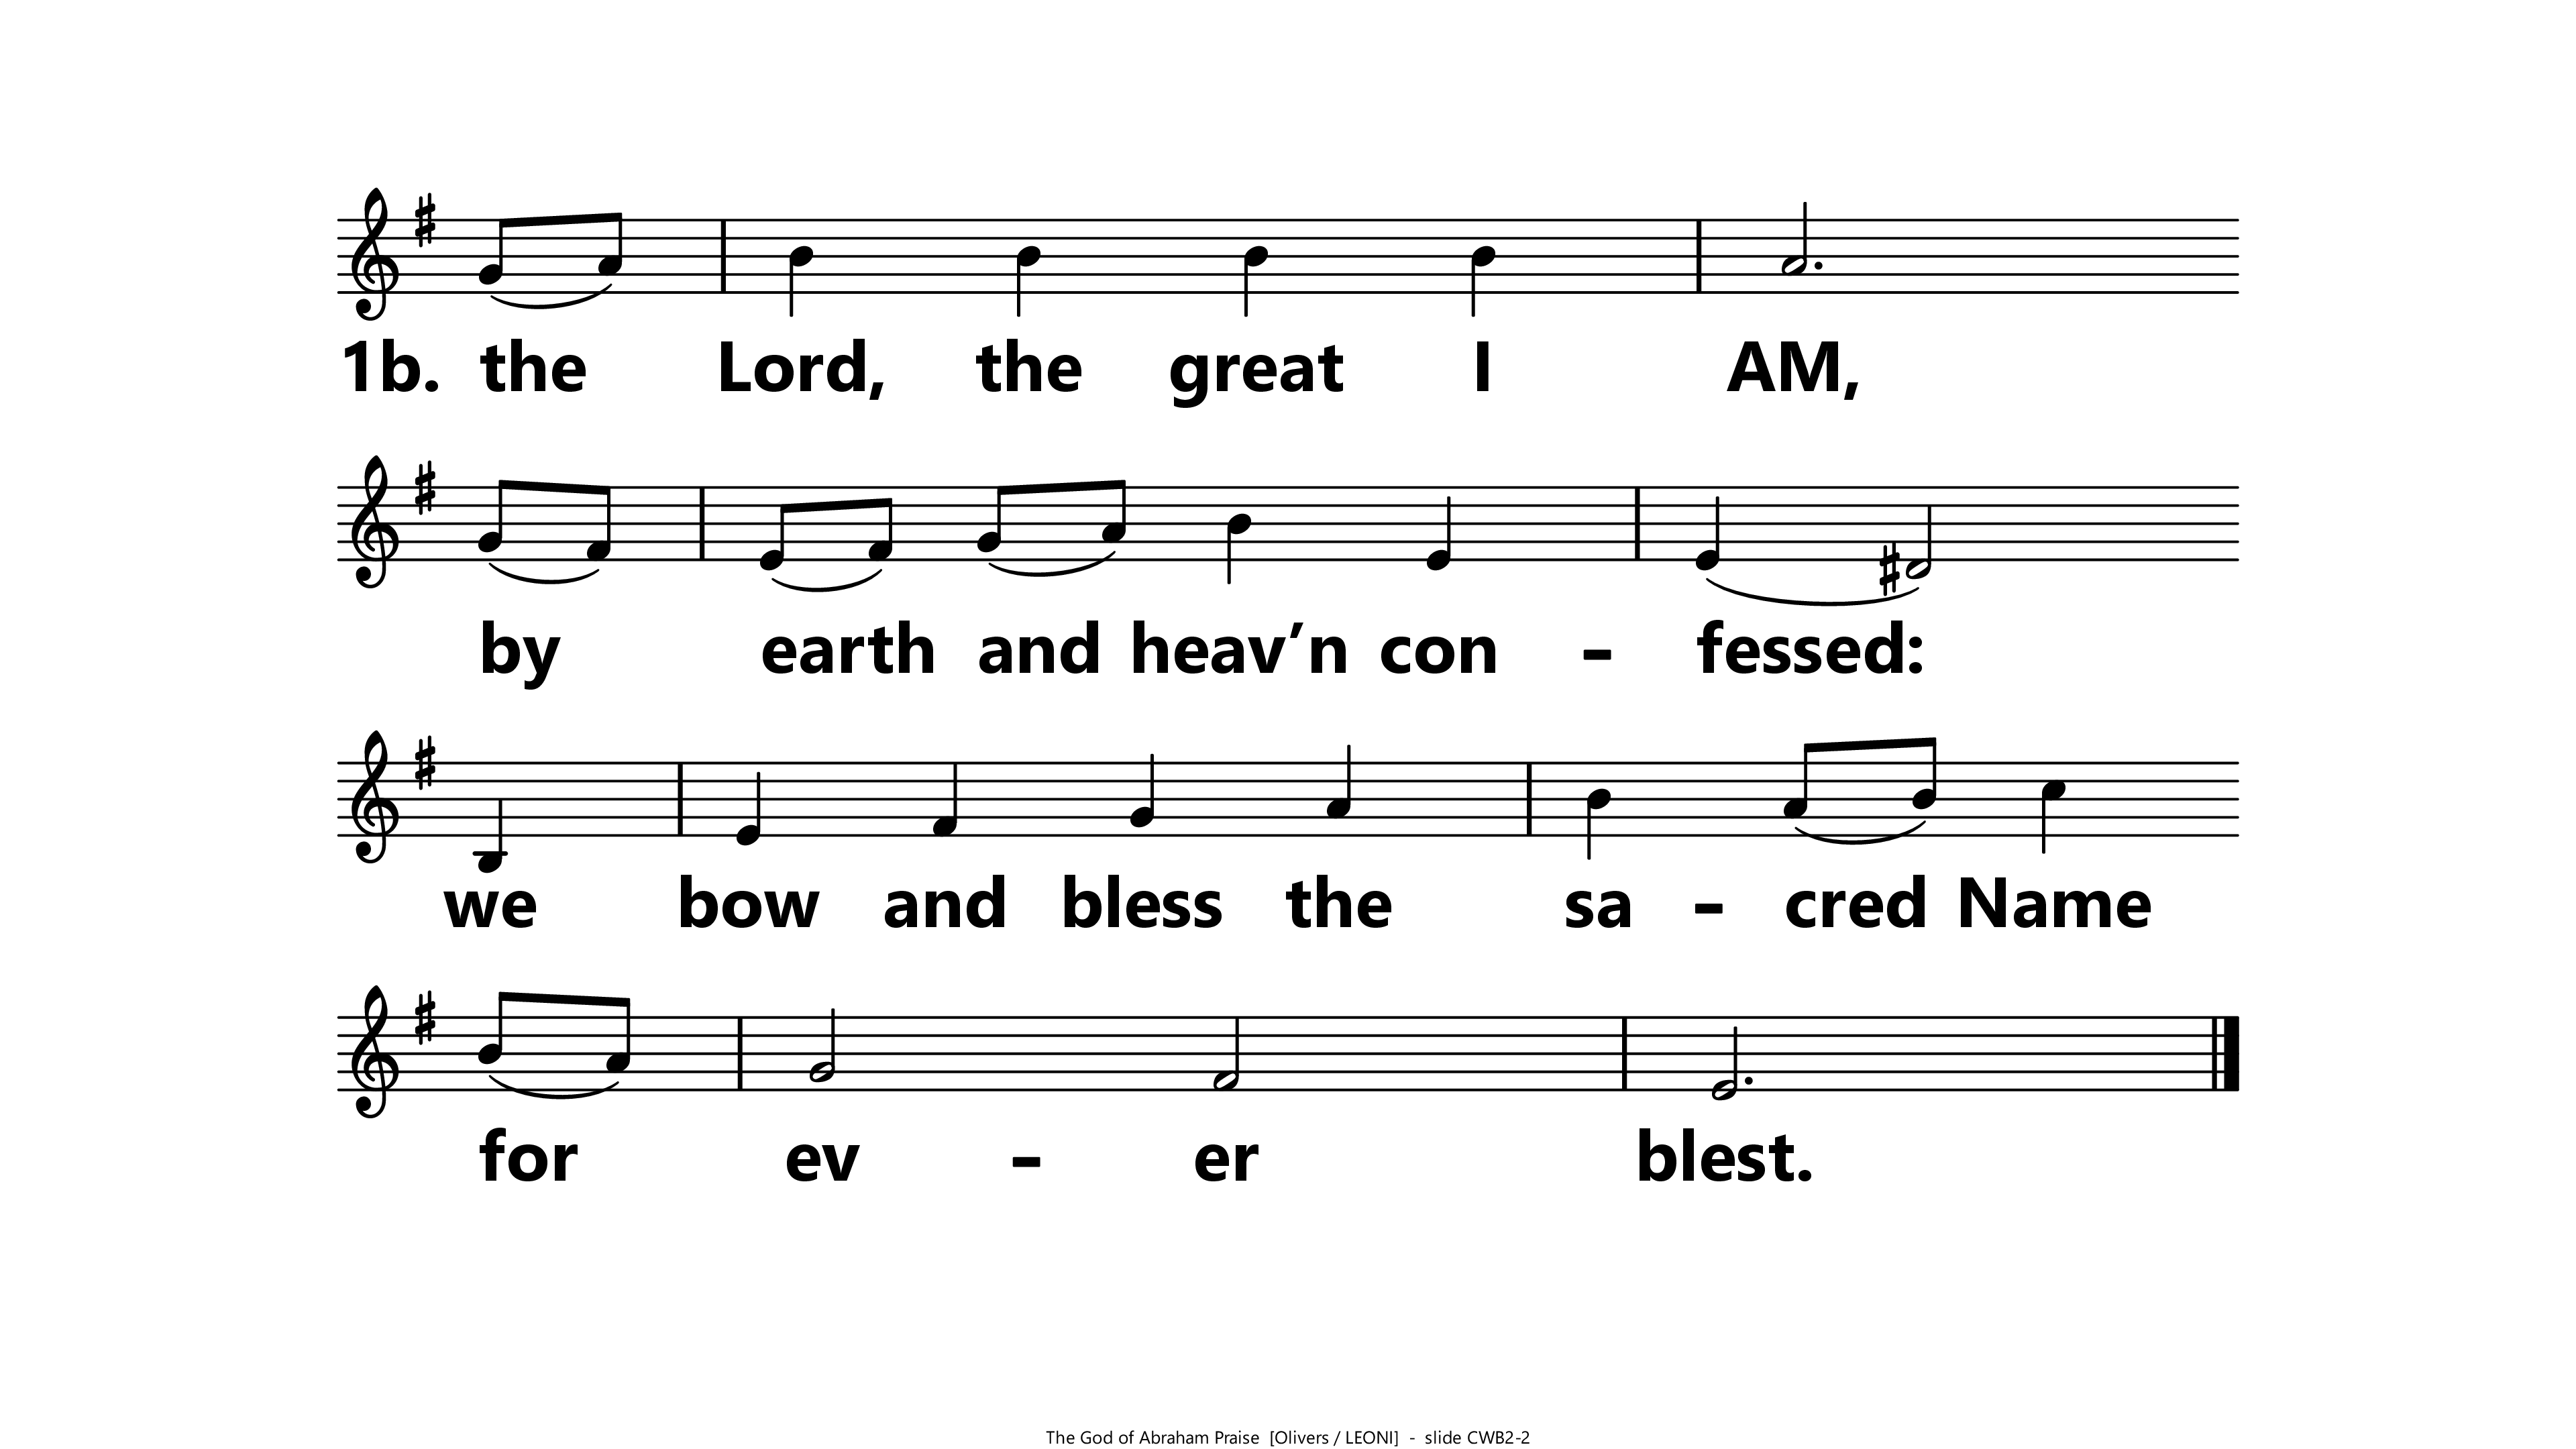 1b. the Lord, the great I AM,
by earth and heav’n con - fessed:
we bow and bless the sa - cred Name
for ev - er blest.
The God of Abraham Praise [Olivers / LEONI] - slide CWB2-2